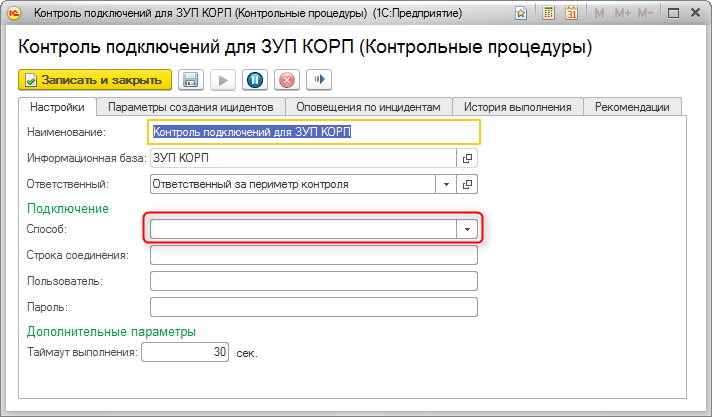 Контроль подключений для ЗУП КОРП (Контрольные процедуры) (1С:Предприятие)
31
M M+ M-
Контроль подключений для ЗУП КОРП (Контрольные процедуры)
Записать и закрыть
Настройки Параметры создания ицидентов Оповещения по инцидентам История выполнения Рекомендации
Наименование: Контроль подключений для ЗУП КОРП
Информационная база: ЗУП КОРП
Ответственный: Ответственный за периметр контроля
Подключение
Способ:
Строка соединения:
Пользователь:
Пароль:
Дополнительные параметры
Таймаут выполнения: 30 сек.